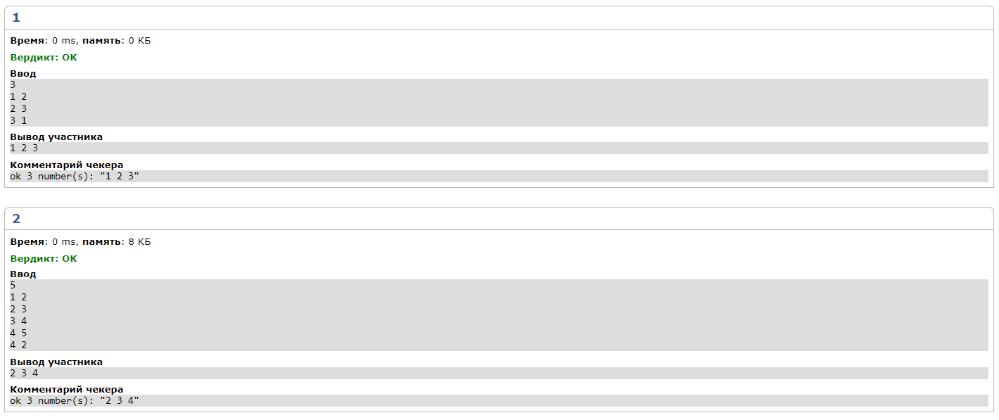 1
Время: 0 ms, память: 0 КБ
Вердикт: OK
Ввод
3
1 2
2 3
3 1
Вывод участника
1 2 3
Комментарий чекера
ok 3 number(s): "1 2 3"
2
Время: 0 ms, память: 8 КБ
Вердикт: OK
Ввод
5
1 2
2 3
3 4
4 5
4 2
Вывод участника
2 3 4
Комментарий чекера
ok 3 number(s): "2 3 4"